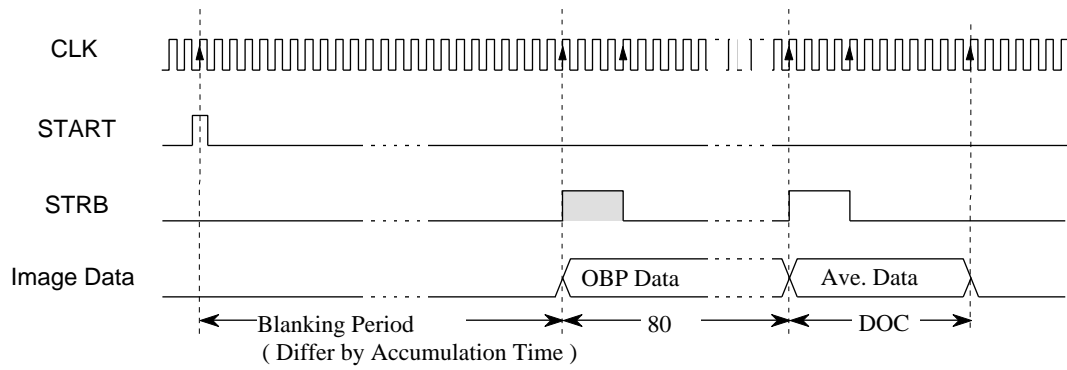 CLK
START
STRB
Image Data
OBP Data
Ave. Data
Blanking Period
80
DOC
( Differ by Accumulation Time )